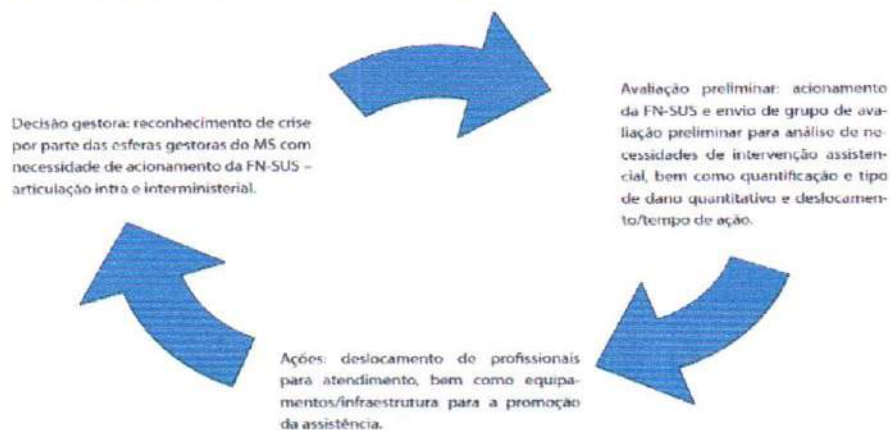 Decisão gestora: reconhecimento de crise
por parte das esferas gestoras do MS com
necessidade de acionamento da FN-SUS –
articulação intra e interministerial.
Avaliação preliminar: acionamento
da FN-SUS e envio de grupo de ava-
liação preliminar para análise de ne-
cessidades de intervenção assisten-
cial, bem como quantificação e tipo
de dano quantitativo e deslocamen-
to/tempo de ação.
Ações: deslocamento de profissionais
para atendimento, bem como equipa-
mentos/infraestrutura para a promoção
da assistência.